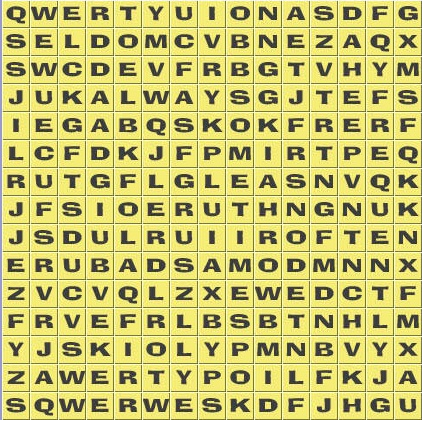 QWERTYUIONASDFG
SELDOMCVBNEZAQX
SWCDEVFRBGTVHYM
JUKALWAYSGJTEFS
IEGABQSKOKFRERF
LCFDKJFPMIRTPEQ
RUTGFLGLEASNVQK
JFSIOERUTHNGNUK
JSDULRUIIROFTEN
ERUBADSAMODMNNX
ZVCVQLZXEWEDCTF
FRVEFRLBSBTNHLM
YJSKIOLYPMNBVYX
ZAWERTYPOILFKJA
SQWERWESKDFJHGU